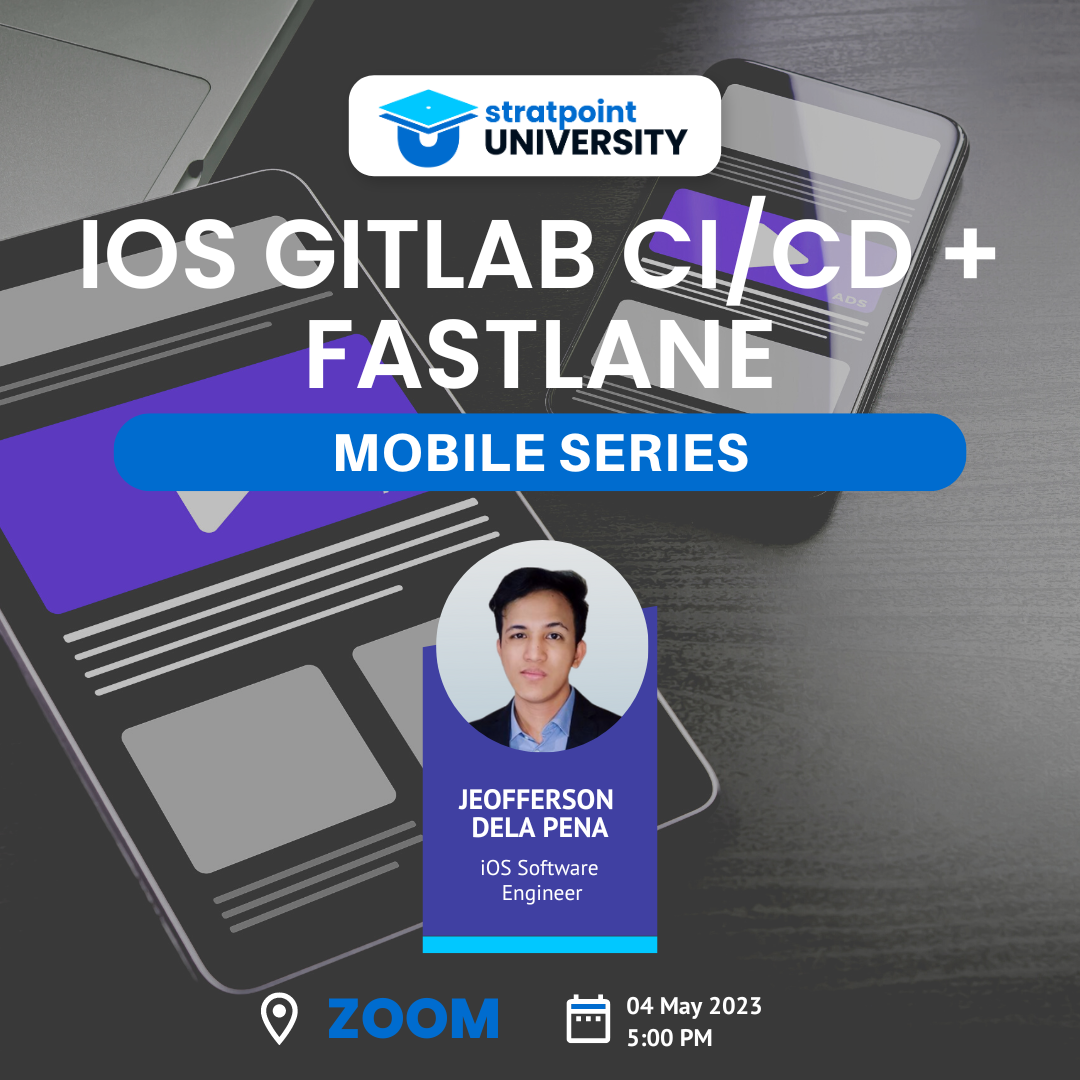 stratpoint
UNIVERSITY
IOS GITLAB CI/CD +
ADS
FASTLANE
MOBILE SERIES
JEOFFERSON
DELA PENA
iOS Software
Engineer
ZOOM
04 May 2023
5:00 PM